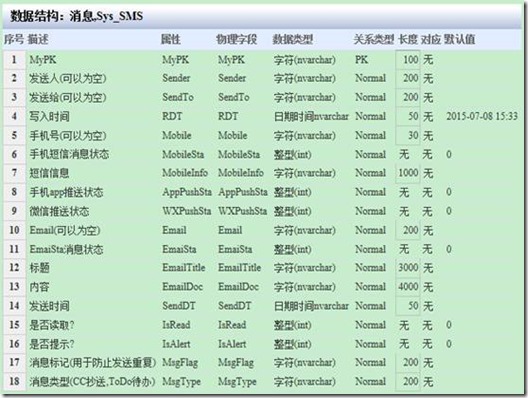 数据结构：消息,Sys_SMS
序号 描述 属性 物理字段 数据类型 关系类型 长度 对应 默认值
1 MyPK MyPK MyPK 字符(nvarchar) PK 100 无
2 发送人(可以为空) Sender Sender 字符(nvarchar) Normal 200 无
3 发送给(可以为空) SendTo SendTo 字符(nvarchar) Normal 200 无
4 写入时间 RDT RDT 日期时间nvarchar Normal 50 无 2015-07-08 15:33
5 手机号(可以为空) Mobile Mobile 字符(nvarchar) Normal 30 无
6 手机短信消息状态 MobileSta MobileSta 整型(int) Normal 无 无 0
7 短信信息 MobileInfo MobileInfo 字符(nvarchar) Normal 1000 无
8 手机app推送状态 AppPushSta AppPushSta 整型(int) Normal 无 无 0
9 微信推送状态 WXPushSta WXPushSta 整型(int) Normal 无 无 0
10 Email(可以为空) Email Email 字符(nvarchar) Normal 200 无
11 EmaiSta消息状态 EmaiSta EmaiSta 整型(int) Normal 无 无 0
12 标题 EmailTitle EmailTitle 字符(nvarchar) Normal 3000 无
13 内容 EmailDoc EmailDoc 字符(nvarchar) Normal 4000 无
14 发送时间 SendDT SendDT 日期时间nvarchar Normal 50 无
15 是否读取? IsRead IsRead 整型(int) Normal 无 无 0
16 是否提示? IsAlert IsAlert 整型(int) Normal 无 无 0
17 消息标记(用于防止发送重复) MsgFlag MsgFlag 字符(nvarchar) Normal 200 无
18 消息类型(CC抄送,ToDo待办) MsgType MsgType 字符(nvarchar) Normal 200 无